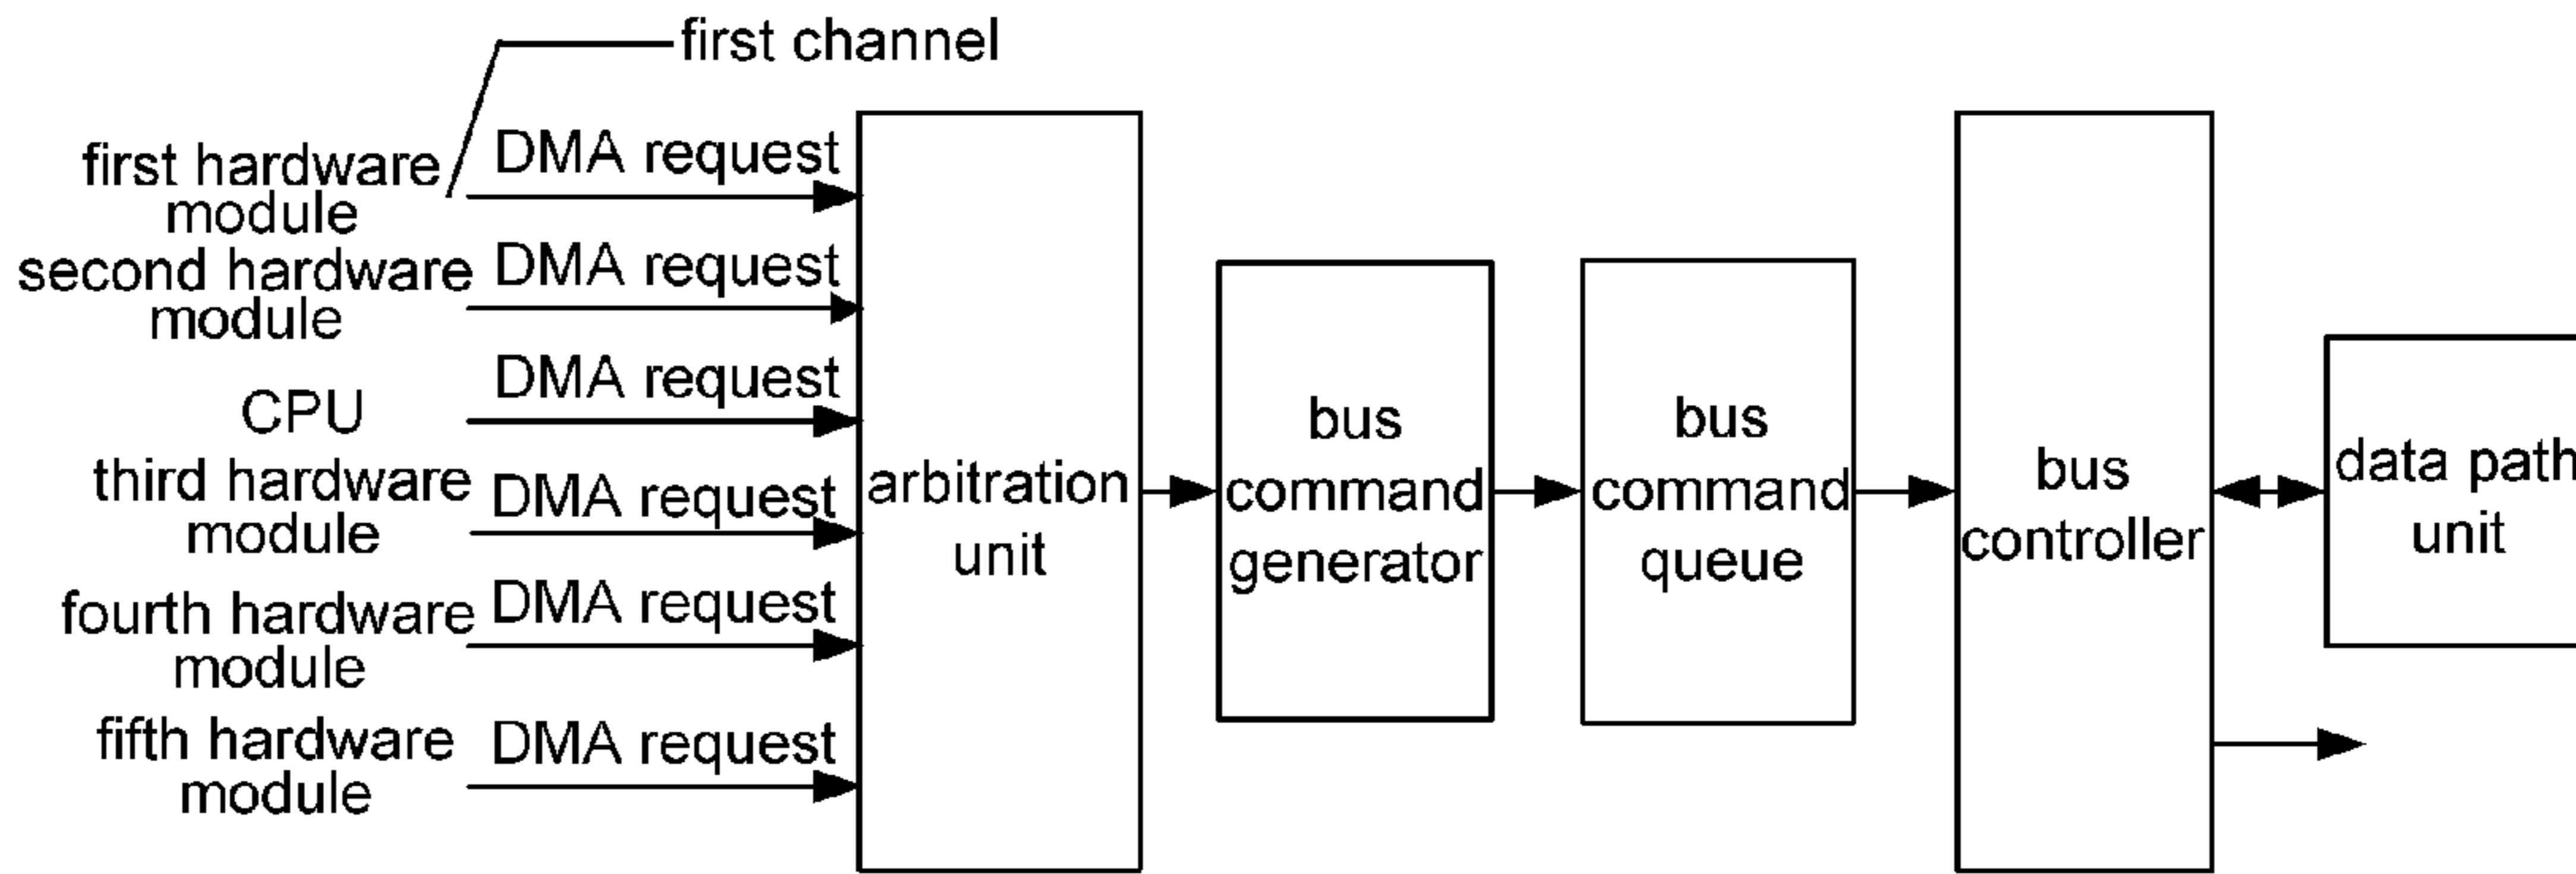 first channel
first hardware
module
DMA request
second hardware
module
DMA request
CPU
DMA request
third hardware
module
DMA request
fourth hardware
module
DMA request
fifth hardware
module
DMA request
arbitration
unit
bus
command
generator
bus
command
queue
bus
controller
data path
unit